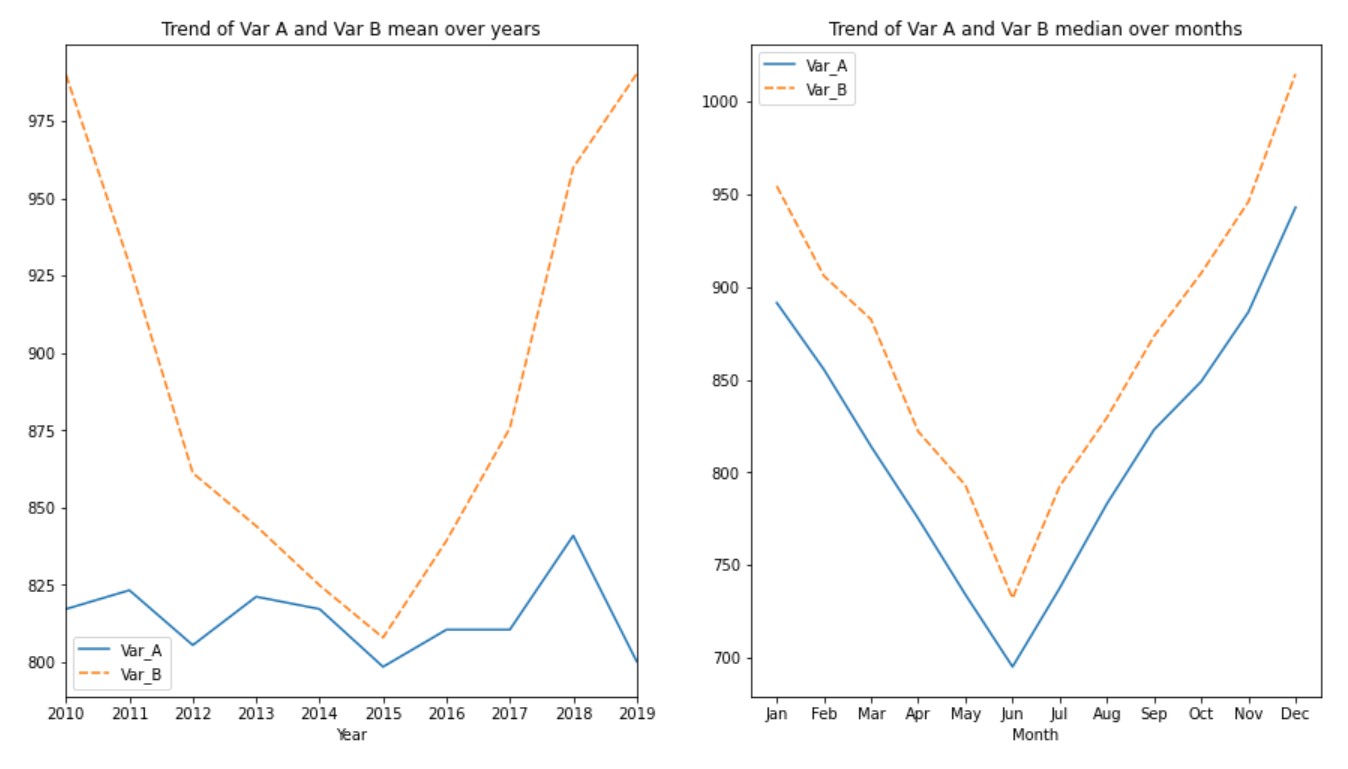 Trend of Var A and Var B mean over years
975
950
925
900
875
850
825
800
Var_A
Var_B
2010 2011 2012 2013 2014 2015 2016 2017 2018 2019
Year
Trend of Var A and Var B median over months
Var_A
Var_B
1000
950
900
850
800
750
700
Jan Feb Mar Apr May Jun Jul Aug Sep Oct Nov Dec
Month